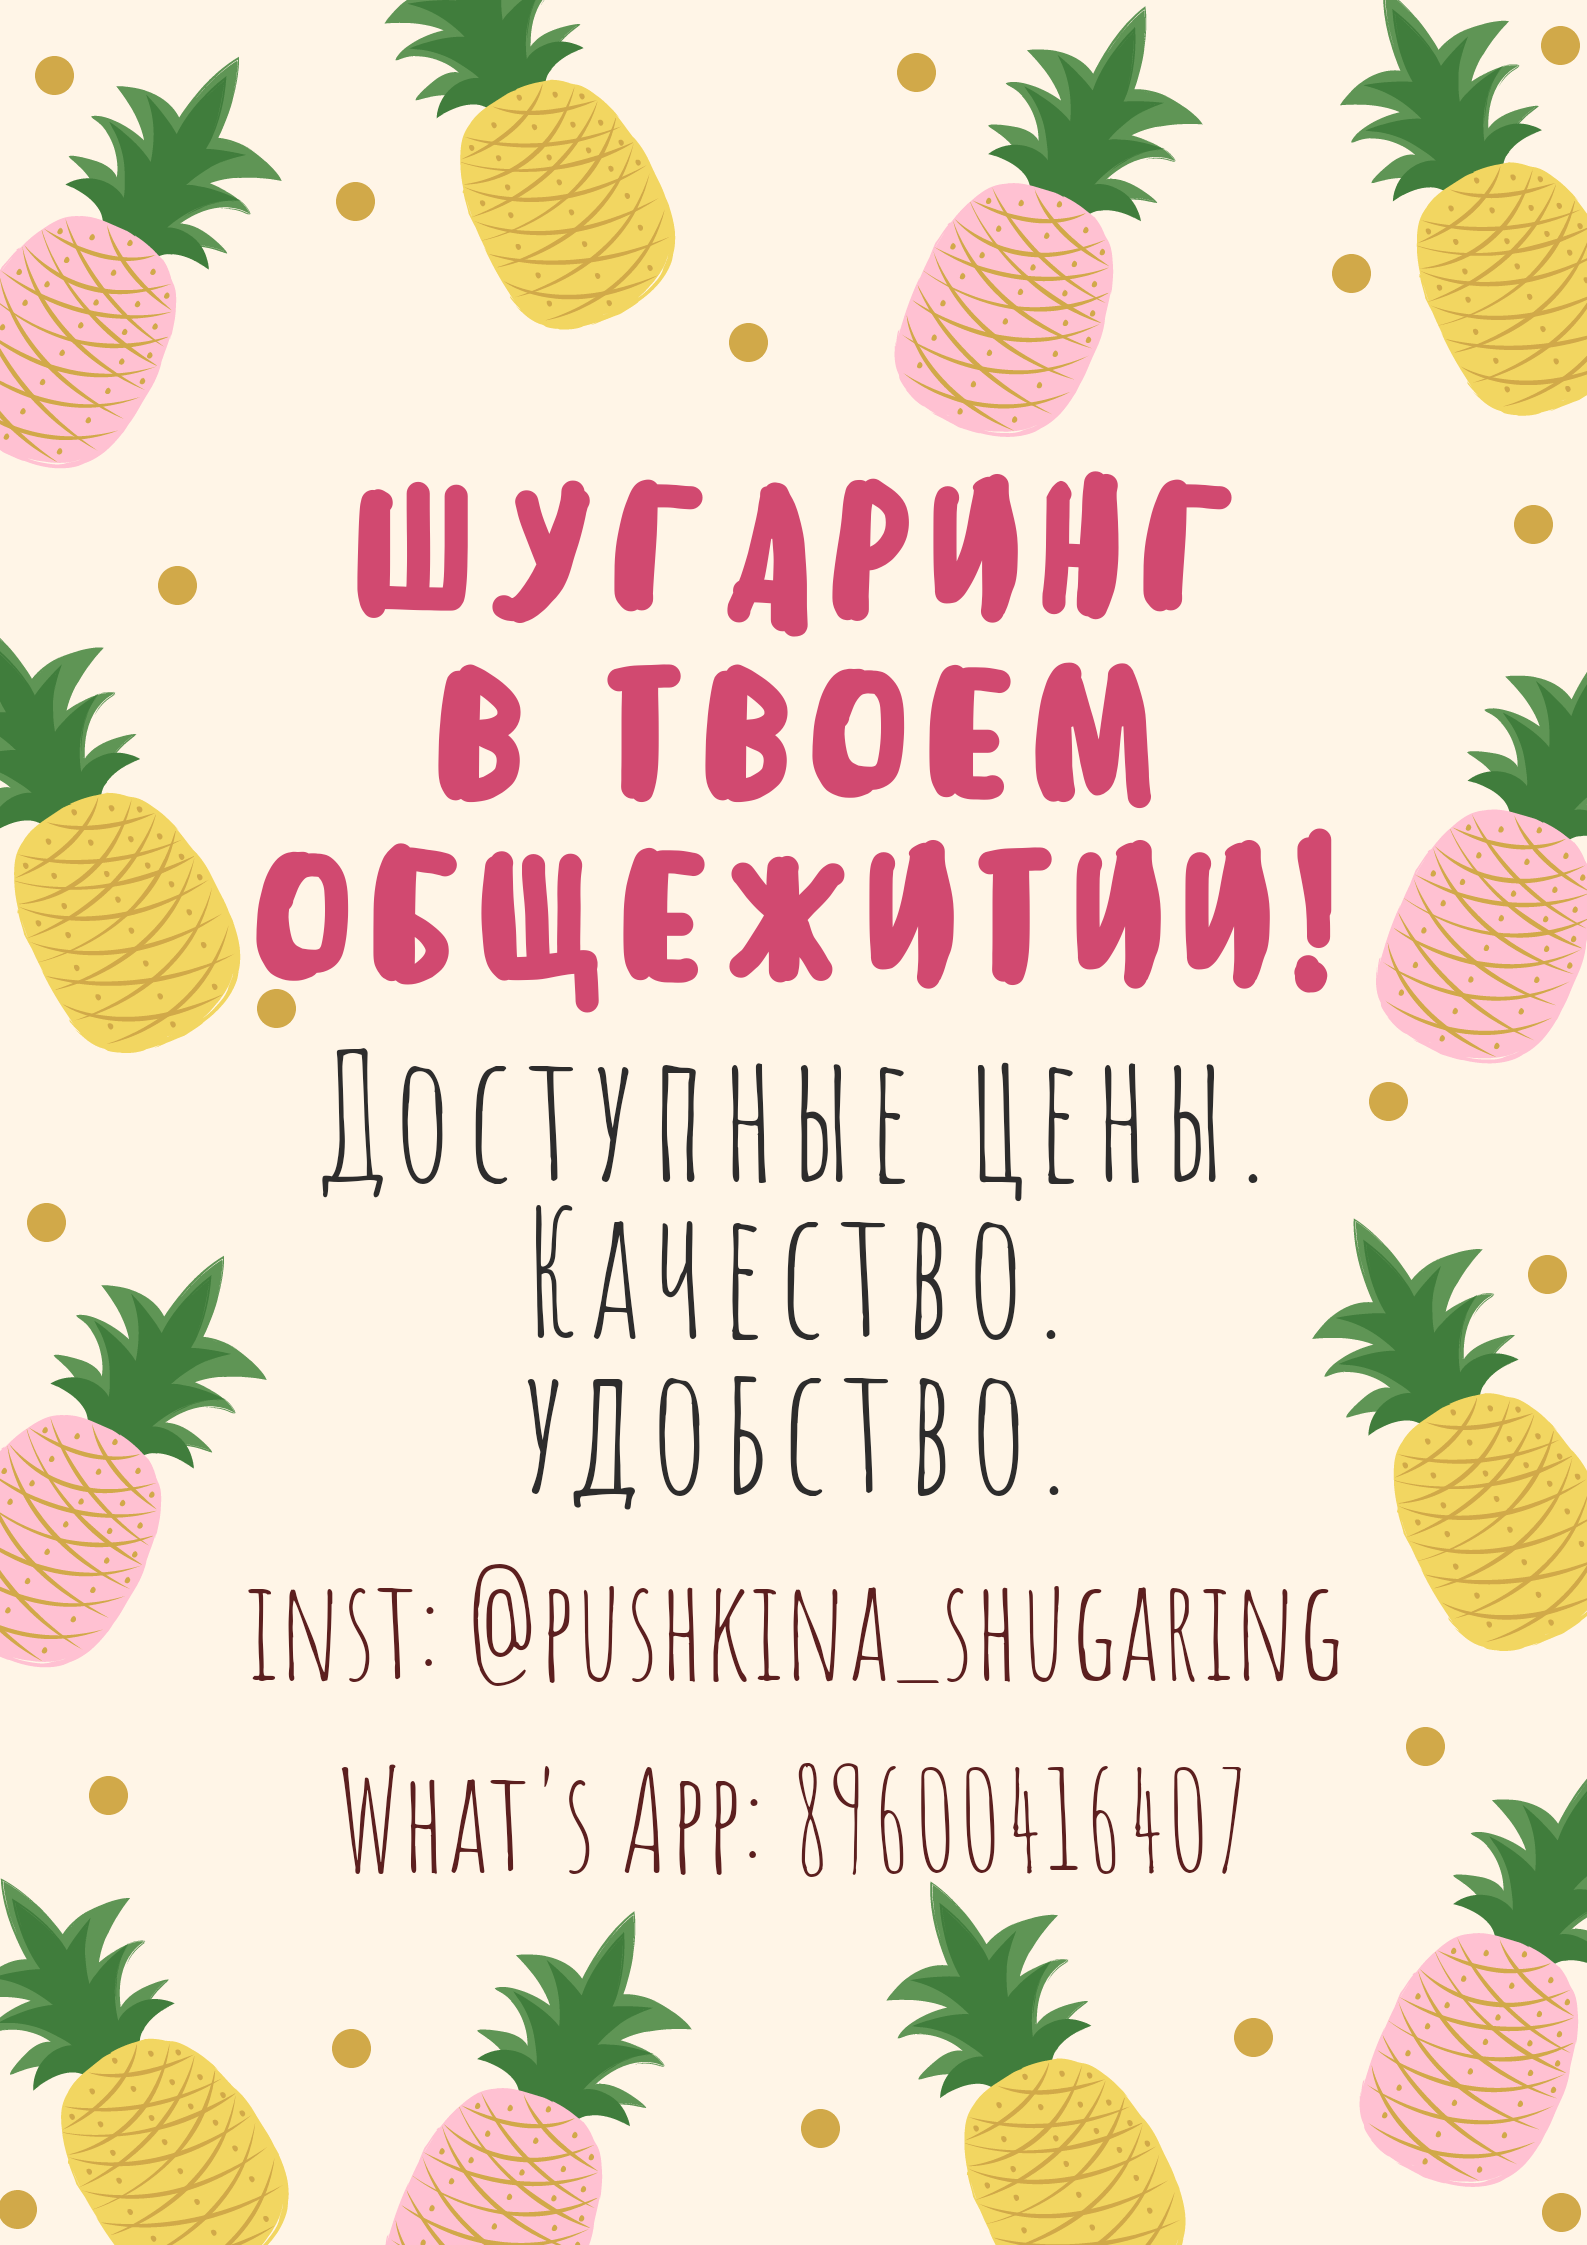 ШУГАРИНГ
В ТВОЕМ
ОБЩЕЖИТИИ!
Доступные цены.
Качество.
удобство.
inst: @pushkina_shugaring
What's App: 89600416407